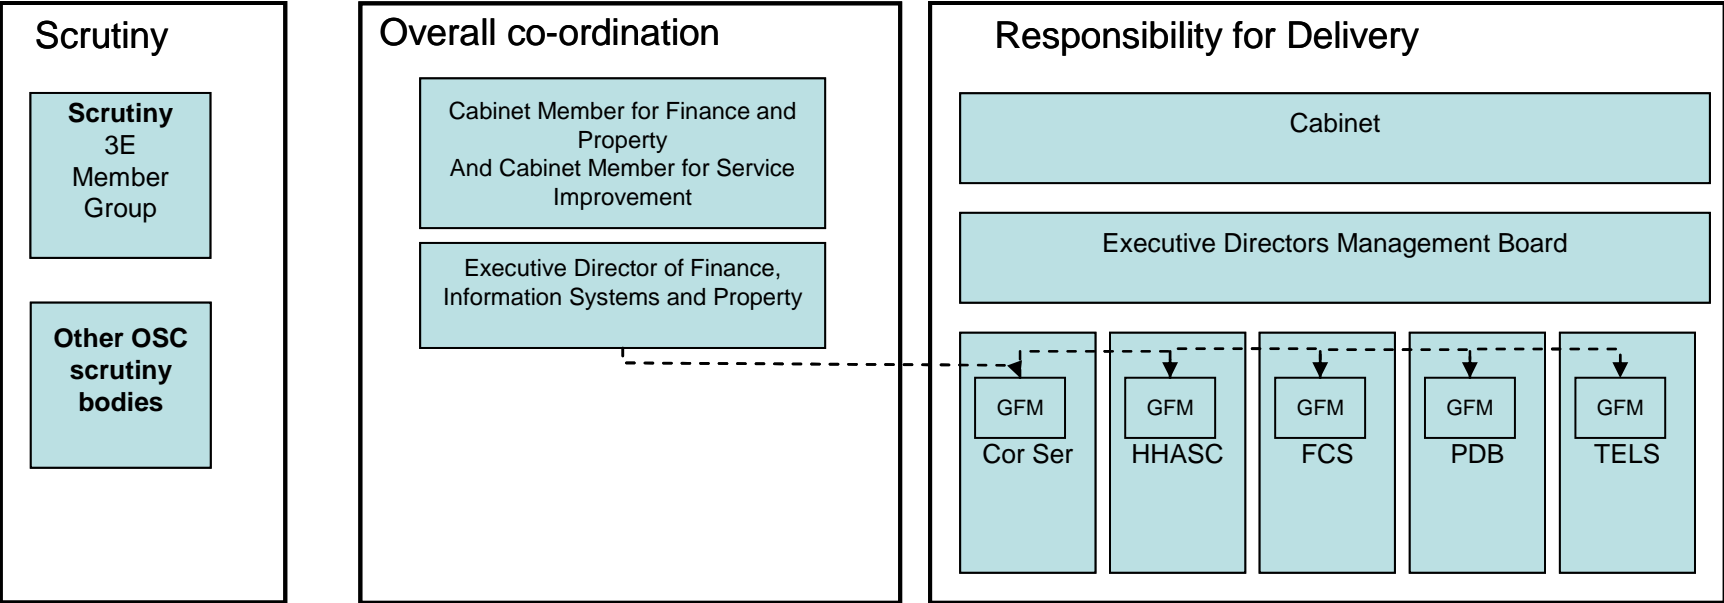 Scrutiny
Scrutiny
3E
Member
Group
Other OSC
scrutiny
bodies
Overall co-ordination
Cabinet Member for Finance and
Property
And Cabinet Member for Service
Improvement
Executive Director of Finance,
Information Systems and Property
Responsibility for Delivery
Cabinet
Executive Directors Management Board
GFM
Cor Ser
GFM
HHASC
GFM
FCS
GFM
PDB
GFM
TELS